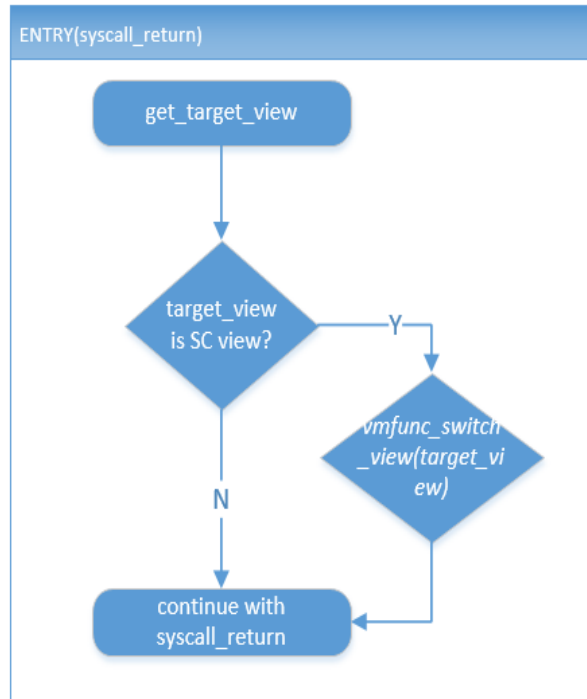 ENTRY(syscall_return)
get_target_view
target_view
is SC view?
Y
vmfunc_switch
_view(target_vi
ew)
N
continue with
syscall_return